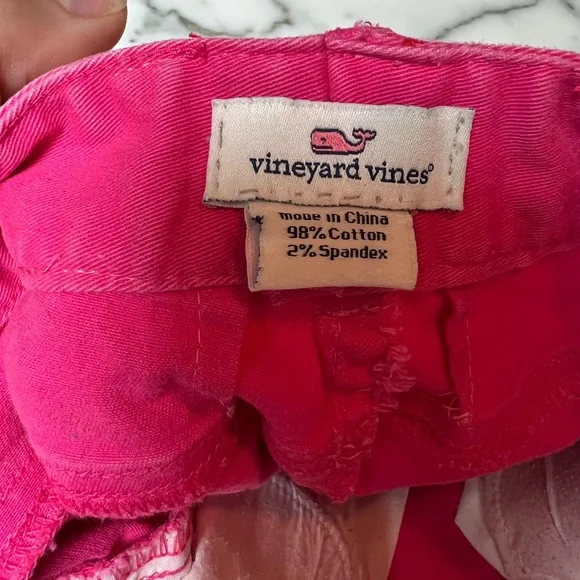 vineyard vines®
Made in China
98% Cotton
2% Spandex